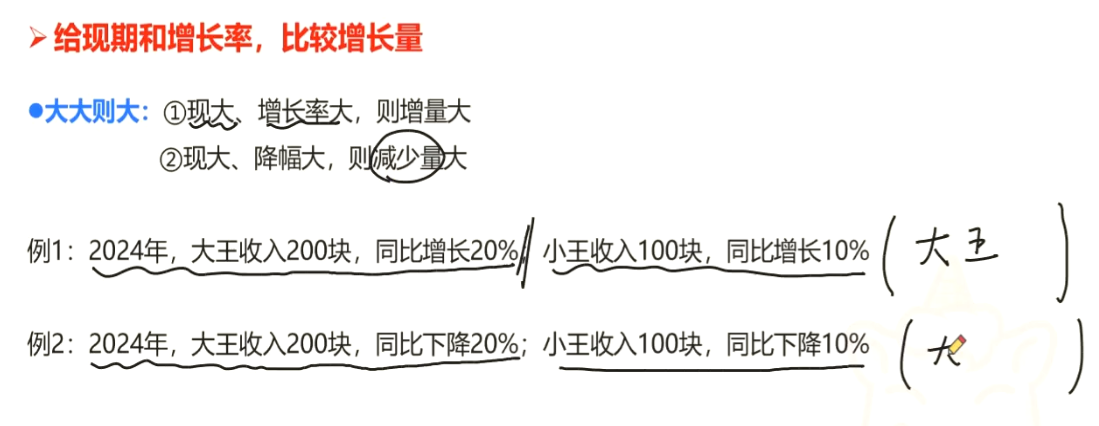 ➢ 给现期和增长率，比较增长量
●大大则大：①现大、增长率大，则增量大
②现大、降幅大，则减少量大
例1：2024年，大王收入200块，同比增长20%；小王收入100块，同比增长10%（大王）
例2：2024年，大王收入200块，同比下降20%；小王收入100块，同比下降10%（大）